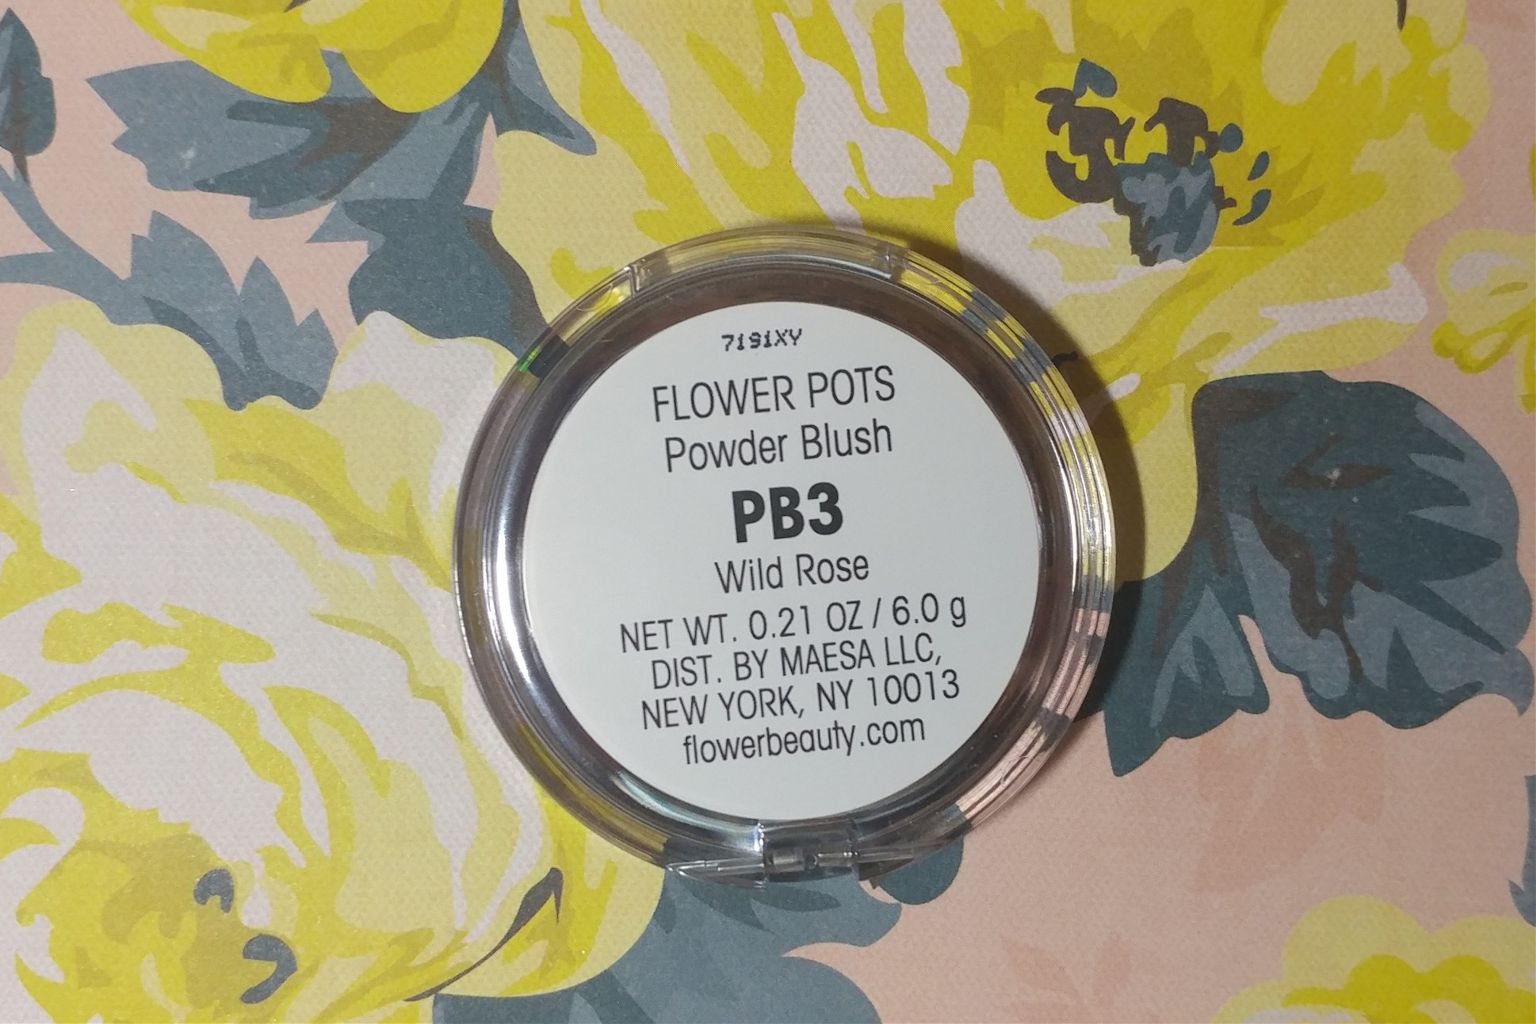 7191XY
FLOWER POTS
Powder Blush
PB3
Wild Rose
NET WT. 0.21 OZ / 6.0 g
DIST. BY MAESA LLC,
NEW YORK, NY 10013
flowerbeauty.com